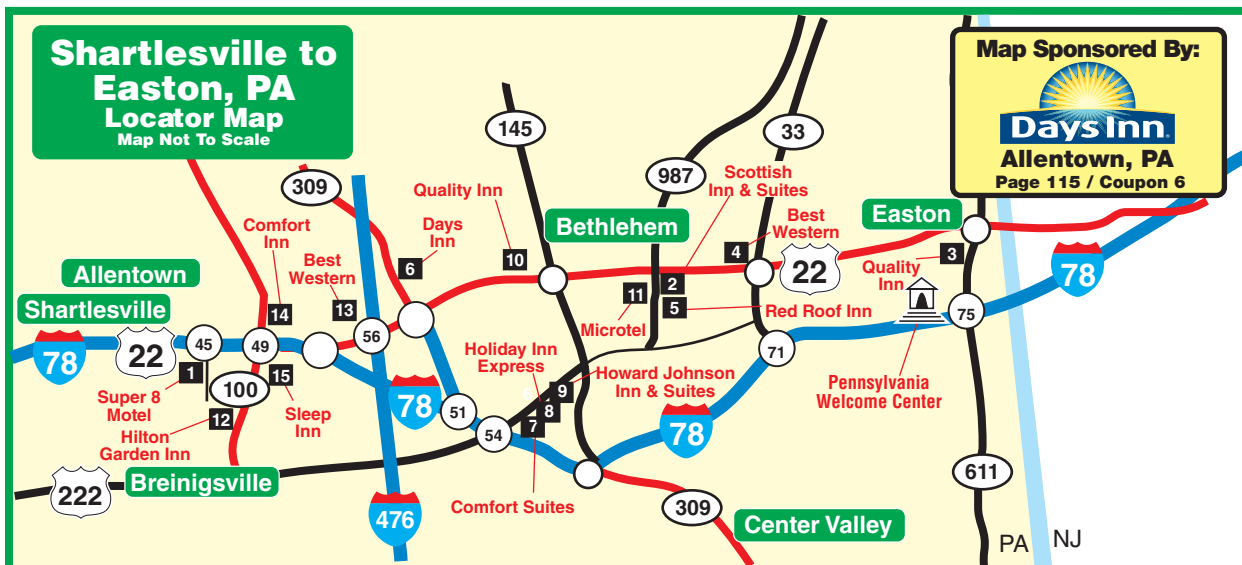 Shartlesville to
Easton, PA
Locator Map
Map Not To Scale
Map Sponsored By:
Days Inn
Allentown, PA
Page 115 / Coupon 6
145
33
309
987
Scottish
Inn & Suites
Quality Inn
Comfort
Inn
Days
Inn
Bethlehem
Best
Western
Easton
Best
Western
6
10
4
22
3
Quality
Inn
78
Allentown
Shartlesville
14
13
11
2
5
Red Roof Inn
Microtel
75
78
22
45
49
56
71
Holiday Inn
Express
Howard Johnson
Inn & Suites
Pennsylvania
Welcome Center
1
100
15
Super 8
Motel
12
Sleep
Inn
Hilton
Garden Inn
78
51
54
9
8
7
78
222
Breinigsville
476
Comfort Suites
309
Center Valley
611
PA
NJ